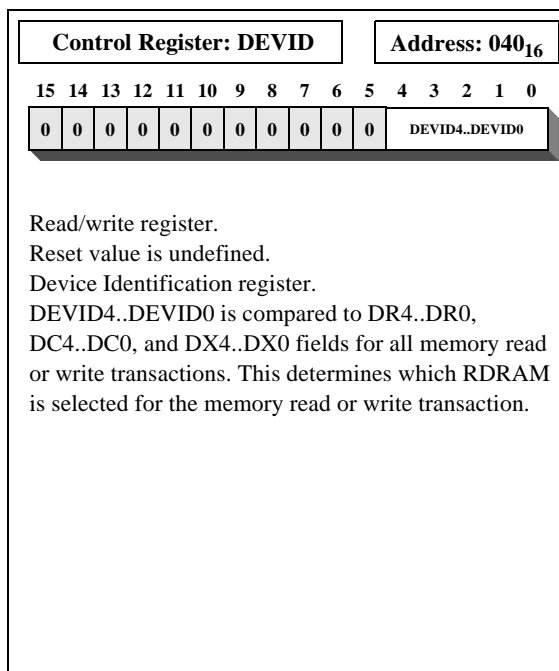 Control Register: DEVID
Address: 040₁₆
15 14 13 12 11 10 9 8 7 6 5 4 3 2 1 0
0 0 0 0 0 0 0 0 0 0 0 DEVID4..DEVID0
Read/write register.
Reset value is undefined.
Device Identification register.
DEVID4..DEVID0 is compared to DR4..DR0,
DC4..DC0, and DX4..DX0 fields for all memory read
or write transactions. This determines which RDRAM
is selected for the memory read or write transaction.